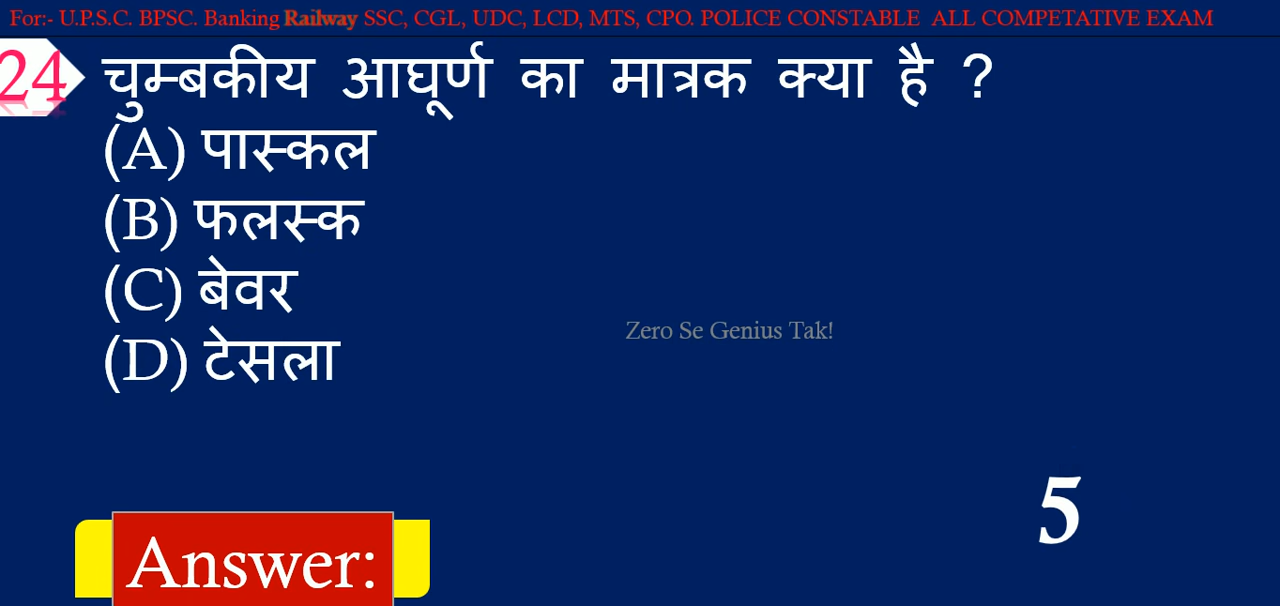 For:- U.P.S.C. BPSC. Banking Railway SSC, CGL, UDC, LCD, MTS, CPO. POLICE CONSTABLE ALL COMPETATIVE EXAM
24 चुम्बकीय आघूर्ण का मात्रक क्या है ?
(A) पास्कल
(B) फलस्क
(C) बेवर
(D) टेसला
Zero Se Genius Tak!
5
Answer: